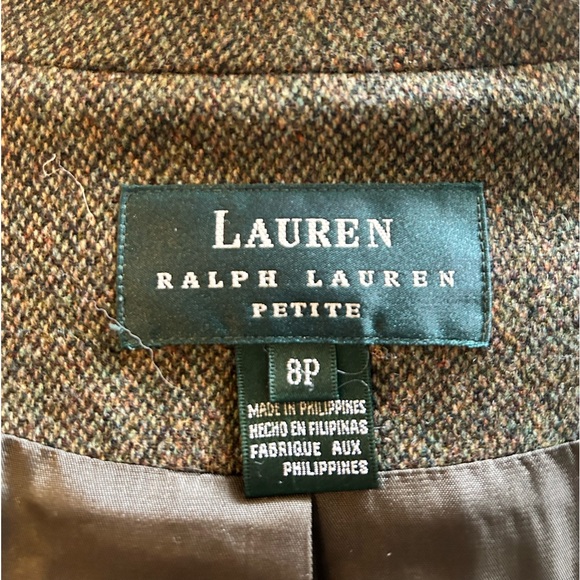 LAUREN
RALPH LAUREN
PETITE
8P
MADE IN PHILIPPINES
HECHO EN FILIPINAS
FABRIQUE AUX
PHILIPPINES